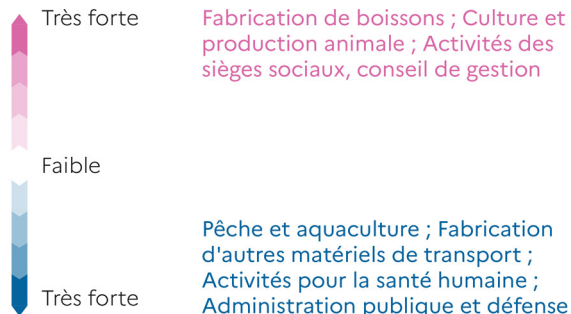 Très forte
Fabrication de boissons ; Culture et
production animale ; Activités des
sièges sociaux, conseil de gestion
Faible
Pêche et aquaculture ; Fabrication
d'autres matériels de transport ;
Activités pour la santé humaine ;
Très forte
Administration publique et défense